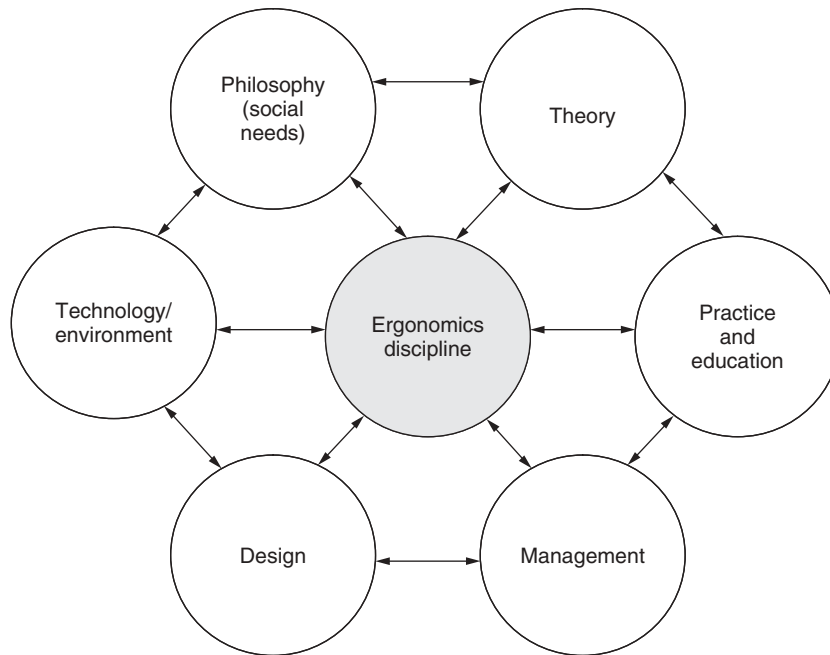 Philosophy
(social
needs)
Theory
Technology/
environment
Ergonomics
discipline
Practice
and
education
Design
Management